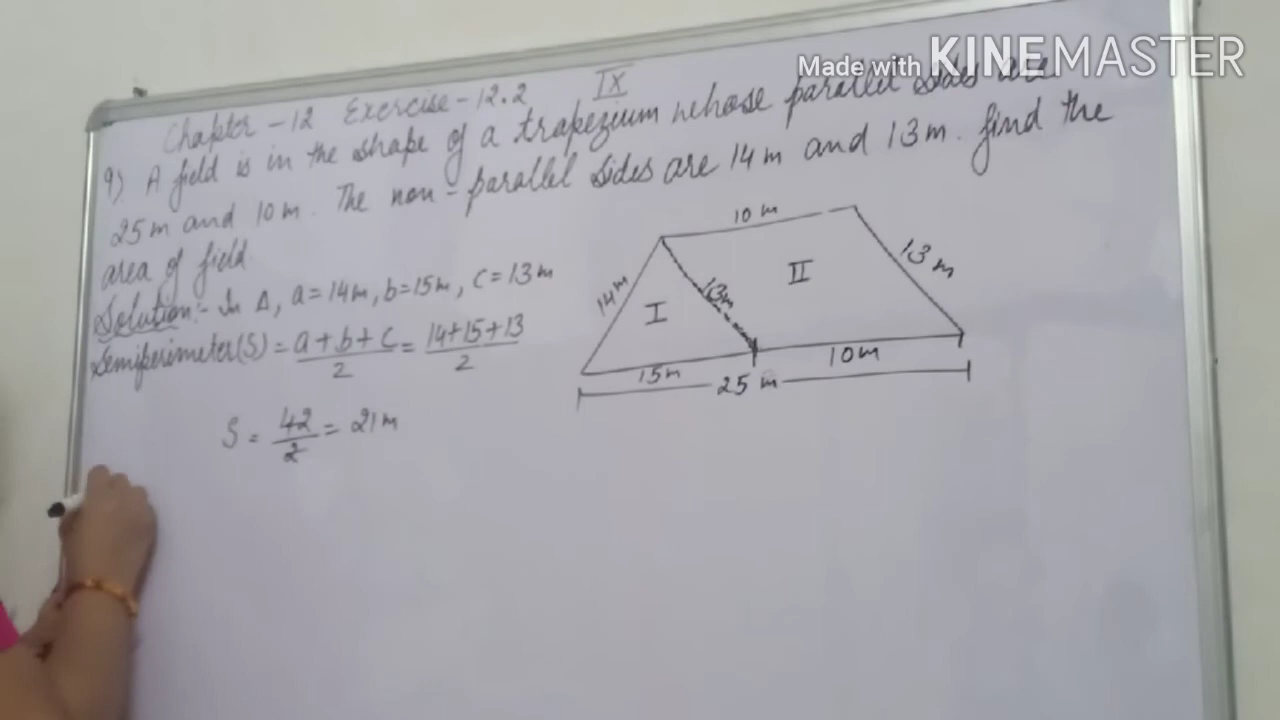 Made with KINEMASTER
Chapter - 12 Exercise - 12.2 IX
9) A field is in the shape of a trapezium whose parallel sides are
25m and 10m. The non-parallel sides are 14m and 13m. find the
area of field.
Solution:- In Δ, a=14m, b=15m, c=13m
Semiperimeter(S) = a+b+c/2 = 14+15+13/2
S = 42/2 = 21m
10m
14m
13m
13m
I
II
15m
10m
25 m